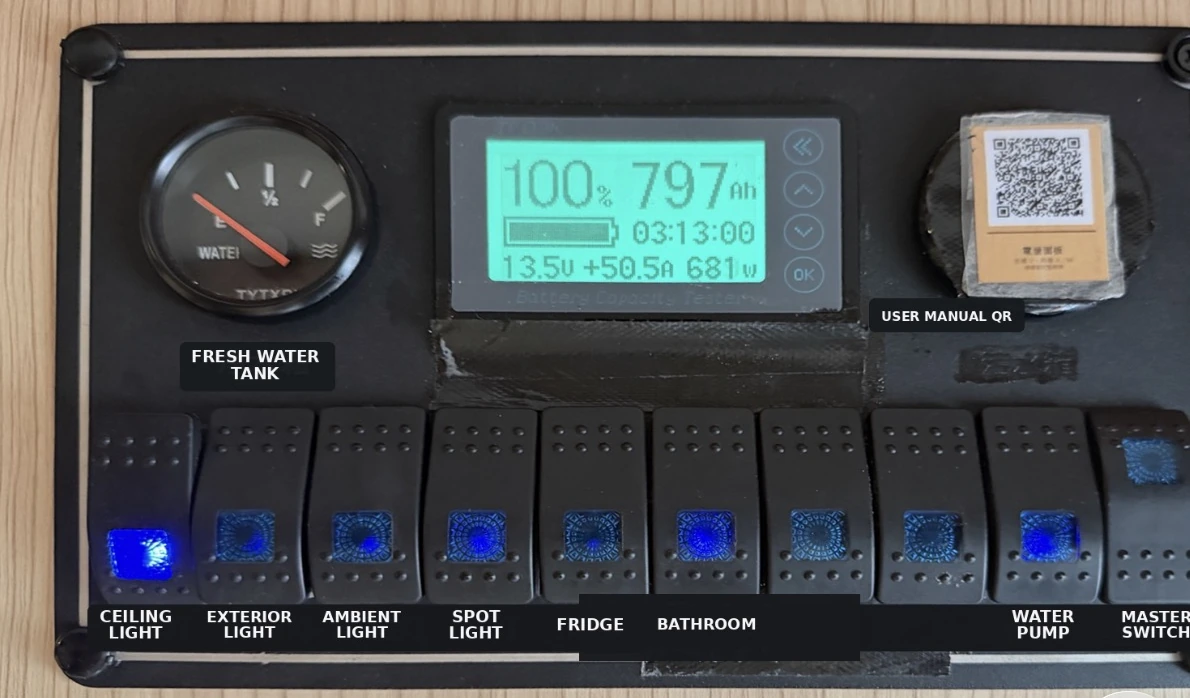 ½
E
F
WATER
100% 797Ah
03:13:00
13.5V +50.5A 681W
Battery Capacity Tester
OK
USER MANUAL QR
FRESH WATER
TANK
CEILING
LIGHT
EXTERIOR
LIGHT
AMBIENT
LIGHT
SPOT
LIGHT
FRIDGE
BATHROOM
WATER
PUMP
MASTER
SWITCH